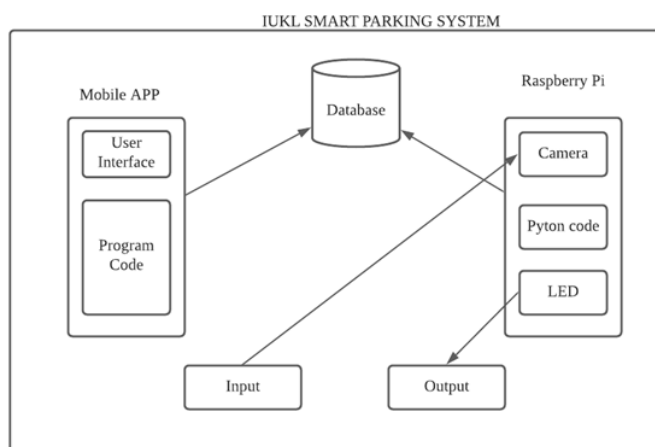 IUKL SMART PARKING SYSTEM
Mobile APP
User
Interface
Program
Code
Database
Raspberry Pi
Camera
Pyton code
LED
Input
Output